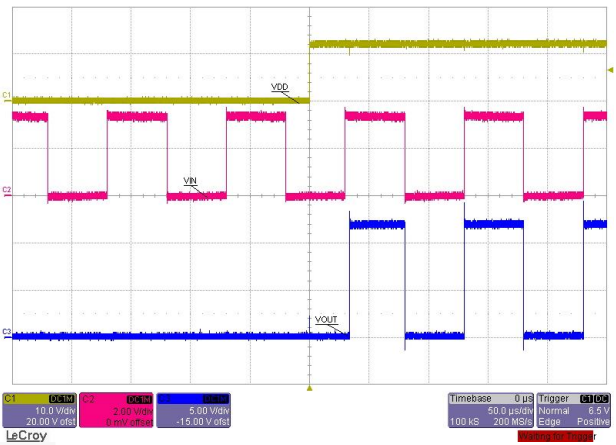 VDD
C1
VIN
C2
VOUT
C3
C1 DC1M
10.0 V/div
20.00 V ofst
C2 DC1M
2.00 V/div
0 mV offset
5.00 V/div
-15.00 V ofst
Timebase 0 µs
50.0 µs/div
100 kS 200 MS/s
Trigger C1 DC
Normal 6.5 V
Edge Positive
LeCroy
Waiting for Trigger